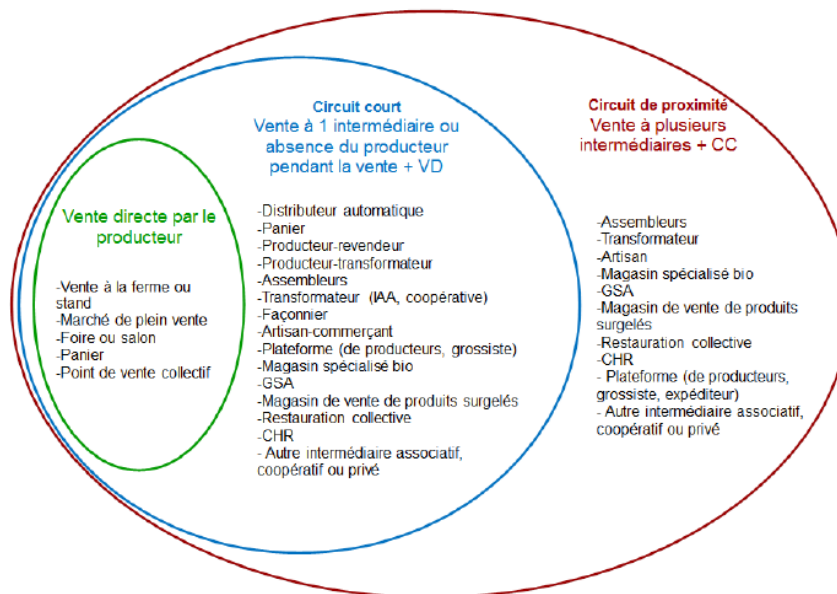 Vente directe par le
producteur
-Vente à la ferme ou
stand
-Marché de plein vente
-Foire ou salon
-Panier
-Point de vente collectif
Circuit court
Vente à 1 intermédiaire ou
absence du producteur
pendant la vente + VD
-Distributeur automatique
-Panier
-Producteur-revendeur
-Producteur-transformateur
-Assembleurs
-Transformateur (IAA, coopérative)
-Façonnier
-Artisan-commerçant
-Plateforme (de producteurs, grossiste)
-Magasin spécialisé bio
-GSA
-Magasin de vente de produits surgelés
-Restauration collective
-CHR
- Autre intermédiaire associatif,
coopératif ou privé
Circuit de proximité
Vente à plusieurs
intermédiaires + CC
-Assembleurs
-Transformateur
-Artisan
-Magasin spécialisé bio
-GSA
-Magasin de vente de produits
surgelés
-Restauration collective
-CHR
- Plateforme (de producteurs,
grossiste, expéditeur)
- Autre intermédiaire associatif,
coopératif ou privé